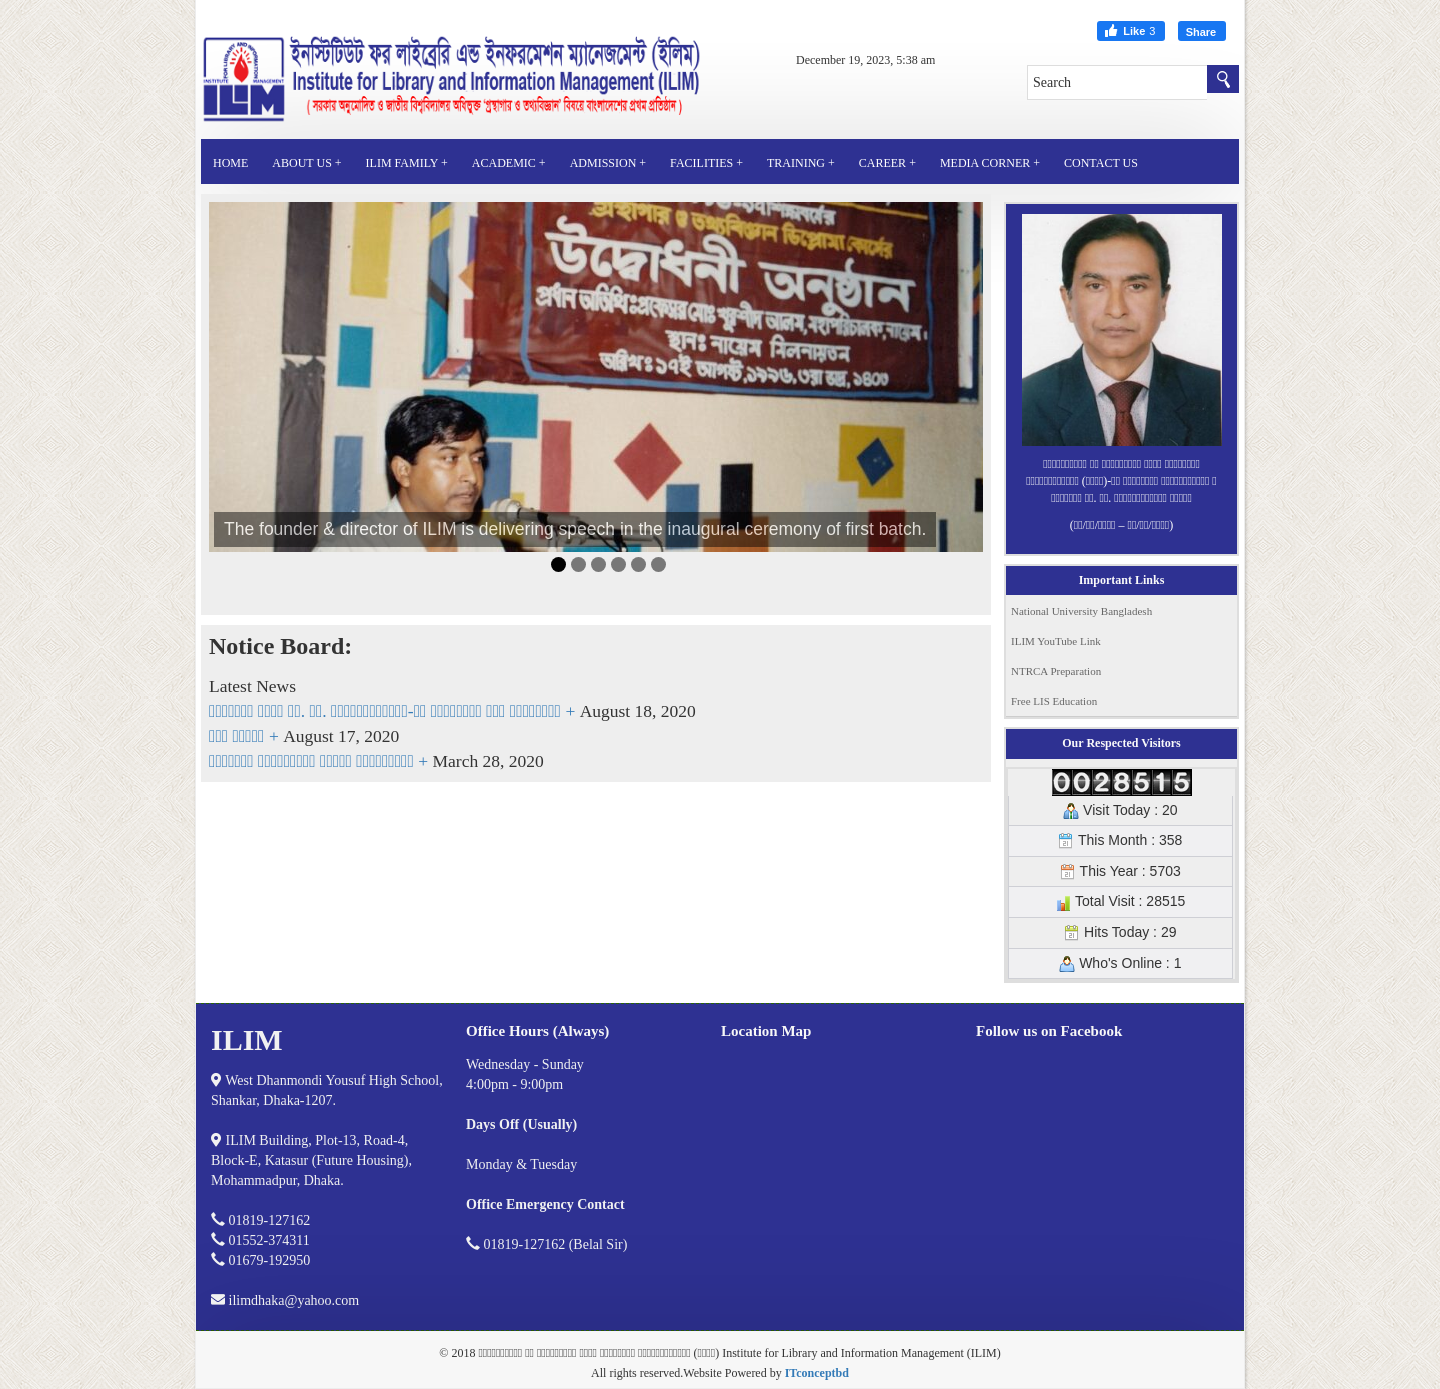 Like 3
Share
ইনস্টিটিউট ফর লাইব্রেরি এন্ড ইনফরমেশন ম্যানেজমেন্ট (ইলিম)
Institute for Library and Information Management (ILIM)
( সরকার অনুমোদিত ও জাতীয় বিশ্ববিদ্যালয় অধিভুক্ত 'গ্রন্থাগার ও তথ্যবিজ্ঞান' বিষয়ে বাংলাদেশের প্রথম প্রতিষ্ঠান )
ILIM
December 19, 2023, 5:38 am
Search
HOME ABOUT US + ILIM FAMILY + ACADEMIC + ADMISSION + FACILITIES + TRAINING + CAREER + MEDIA CORNER + CONTACT US
গ্রন্থাগার ও তথ্যবিজ্ঞান ডিপ্লোমা কোর্সের
উদ্বোধনী অনুষ্ঠান
স্থান: নায়েম মিলনায়তন
The founder & director of ILIM is delivering speech in the inaugural ceremony of first batch.
Notice Board:
Latest News
+ August 18, 2020
+ August 17, 2020
+ March 28, 2020
Important Links
National University Bangladesh
ILIM YouTube Link
NTRCA Preparation
Free LIS Education
Our Respected Visitors
0028515
Visit Today : 20
This Month : 358
This Year : 5703
Total Visit : 28515
Hits Today : 29
Who's Online : 1
ILIM
West Dhanmondi Yousuf High School,
Shankar, Dhaka-1207.
ILIM Building, Plot-13, Road-4,
Block-E, Katasur (Future Housing),
Mohammadpur, Dhaka.
01819-127162
01552-374311
01679-192950
ilimdhaka@yahoo.com
Office Hours (Always)
Wednesday - Sunday
4:00pm - 9:00pm
Days Off (Usually)
Monday & Tuesday
Office Emergency Contact
01819-127162 (Belal Sir)
Location Map
Follow us on Facebook
© 2018 Institute for Library and Information Management (ILIM)
All rights reserved.Website Powered by ITconceptbd